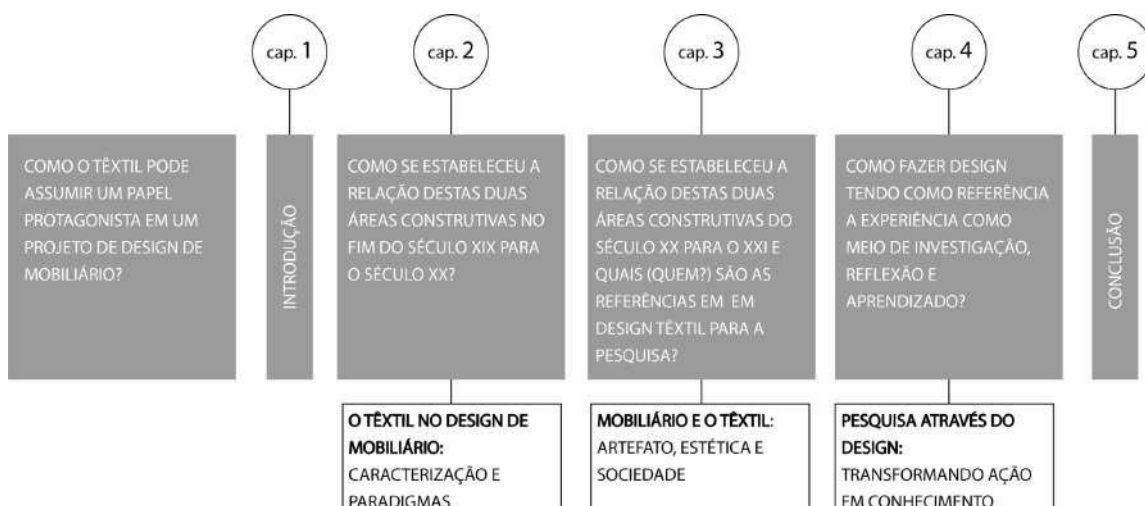 cap. 1
cap. 2
cap. 3
cap. 4
cap. 5
COMO O TÊXTIL PODE
ASSUMIR UM PAPEL
PROTAGONISTA EM UM
PROJETO DE DESIGN DE
MOBILIÁRIO?
INTRODUÇÃO
COMO SE ESTABELECEU A
RELAÇÃO DESTAS DUAS
ÁREAS CONSTRUTIVAS NO
FIM DO SÉCULO XIX PARA
O SÉCULO XX?
COMO SE ESTABELECEU A
RELAÇÃO DESTAS DUAS
ÁREAS CONSTRUTIVAS DO
SÉCULO XX PARA O XXI E
QUAIS (QUEM?) SÃO AS
REFERÊNCIAS EM EM
DESIGN TÊXTIL PARA A
PESQUISA?
COMO FAZER DESIGN
TENDO COMO REFERÊNCIA
A EXPERIÊNCIA COMO
MEIO DE INVESTIGAÇÃO,
REFLEXÃO E
APRENDIZADO?
CONCLUSÃO
O TÊXTIL NO DESIGN DE
MOBILIÁRIO:
CARACTERIZAÇÃO E
PARADIGMAS
MOBILIÁRIO E O TÊXTIL:
ARTEFATO, ESTÉTICA E
SOCIEDADE
PESQUISA ATRAVÉS DO
DESIGN:
TRANSFORMANDO AÇÃO
EM CONHECIMENTO